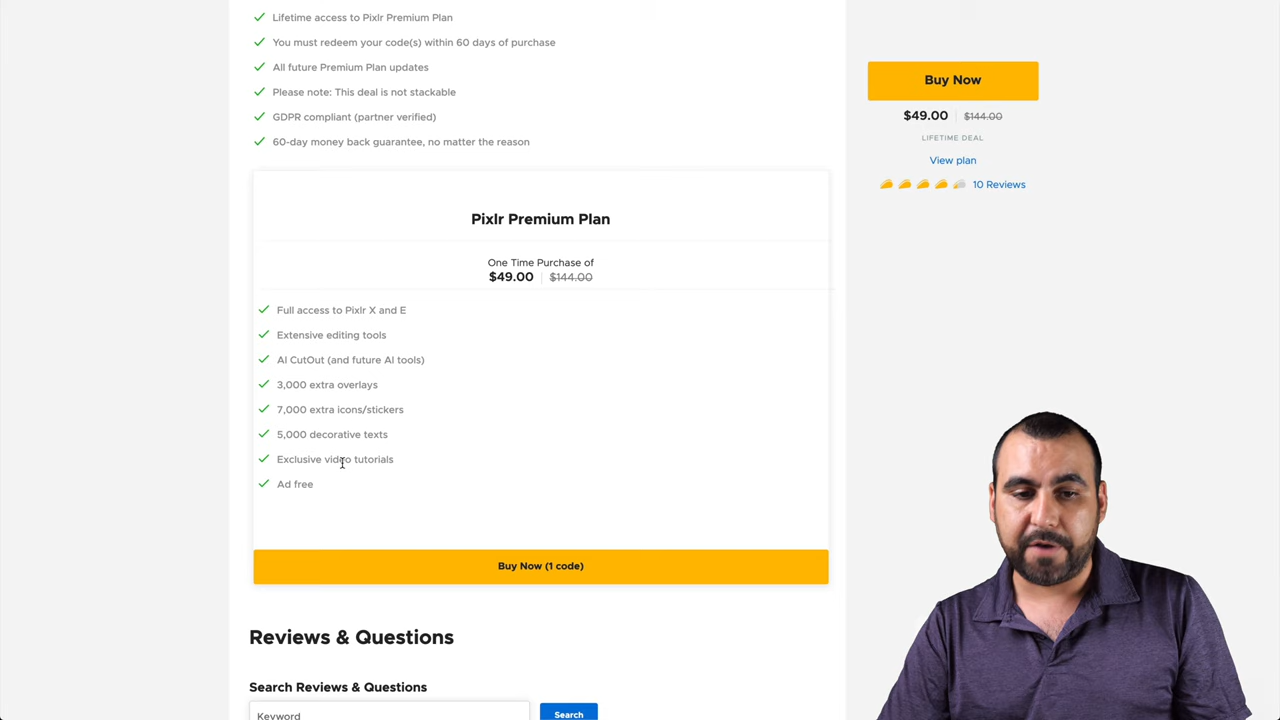 Lifetime access to Pixlr Premium Plan
You must redeem your code(s) within 60 days of purchase
All future Premium Plan updates
Please note: This deal is not stackable
GDPR compliant (partner verified)
60-day money back guarantee, no matter the reason
Buy Now
$49.00 $144.00
LIFETIME DEAL
View plan
10 Reviews
Pixlr Premium Plan
One Time Purchase of
$49.00 $144.00
Full access to Pixlr X and E
Extensive editing tools
AI CutOut (and future AI tools)
3,000 extra overlays
7,000 extra icons/stickers
5,000 decorative texts
Exclusive video tutorials
Ad free
Buy Now (1 code)
Reviews & Questions
Search Reviews & Questions
Keyword
Search